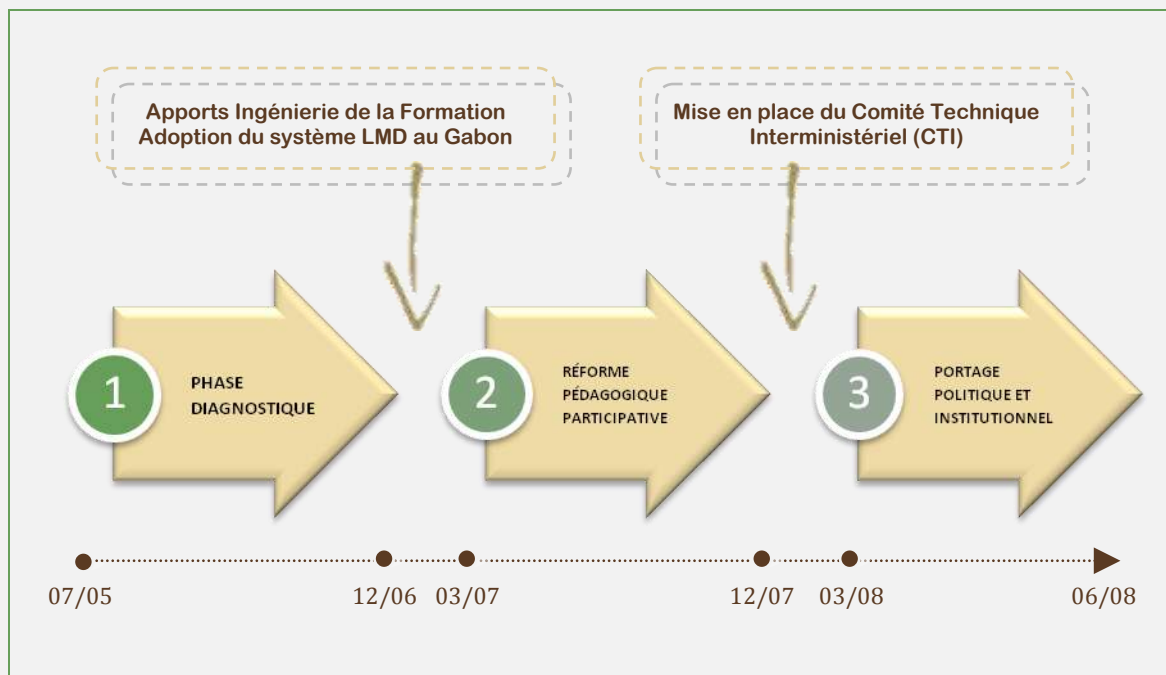 Apports Ingénierie de la Formation
Adoption du système LMD au Gabon
Mise en place du Comité Technique
Interministériel (CTI)
1
PHASE
DIAGNOSTIQUE
2
RÉFORME
PÉDAGOGIQUE
PARTICIPATIVE
3
PORTAGE
POLITIQUE ET
INSTITUTIONNEL
07/05
12/06
03/07
12/07
03/08
06/08